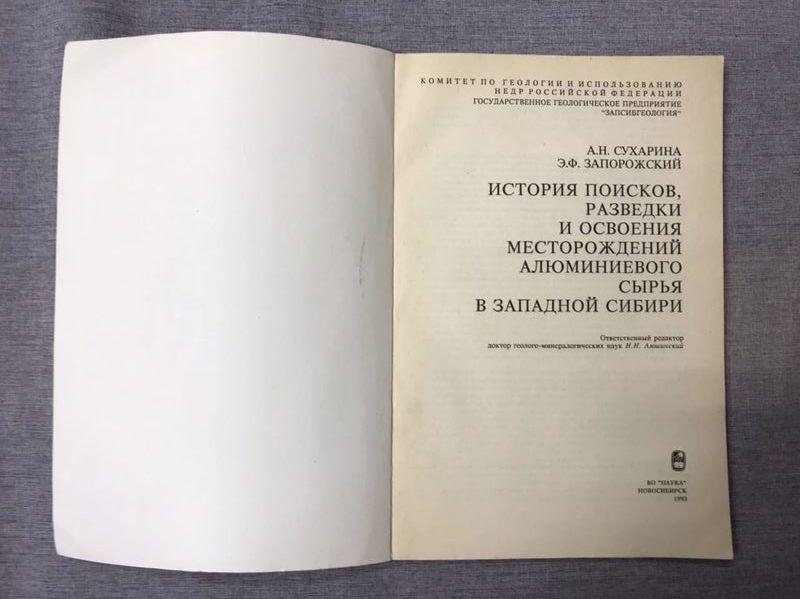 КОМИТЕТ ПО ГЕОЛОГИИ И ИСПОЛЬЗОВАНИЮ
НЕДР РОССИЙСКОЙ ФЕДЕРАЦИИ
ГОСУДАРСТВЕННОЕ ГЕОЛОГИЧЕСКОЕ ПРЕДПРИЯТИЕ
"ЗАПСИБГЕОЛОГИЯ"
А.Н. СУХАРИНА
Э.Ф. ЗАПОРОЖСКИЙ
ИСТОРИЯ ПОИСКОВ,
РАЗВЕДКИ
И ОСВОЕНИЯ
МЕСТОРОЖДЕНИЙ
АЛЮМИНИЕВОГО
СЫРЬЯ
В ЗАПАДНОЙ СИБИРИ
Ответственный редактор
доктор геолого-минералогических наук Н.Н. Амшинский
ВО "НАУКА"
НОВОСИБИРСК
1993